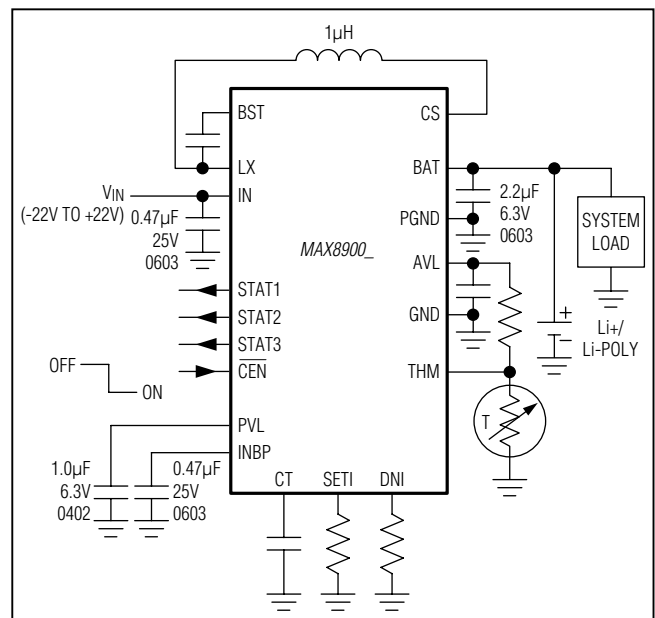 1µH
BST
CS
LX
BAT
VIN
(-22V TO +22V)
IN
0.47µF
25V
0603
2.2µF
6.3V
0603
PGND
SYSTEM
LOAD
MAX8900_
AVL
STAT1
STAT2
STAT3
CEN
GND
+
−
Li+/
Li-POLY
THM
OFF
ON
T
PVL
INBP
1.0µF
6.3V
0402
0.47µF
25V
0603
CT
SETI
DNI